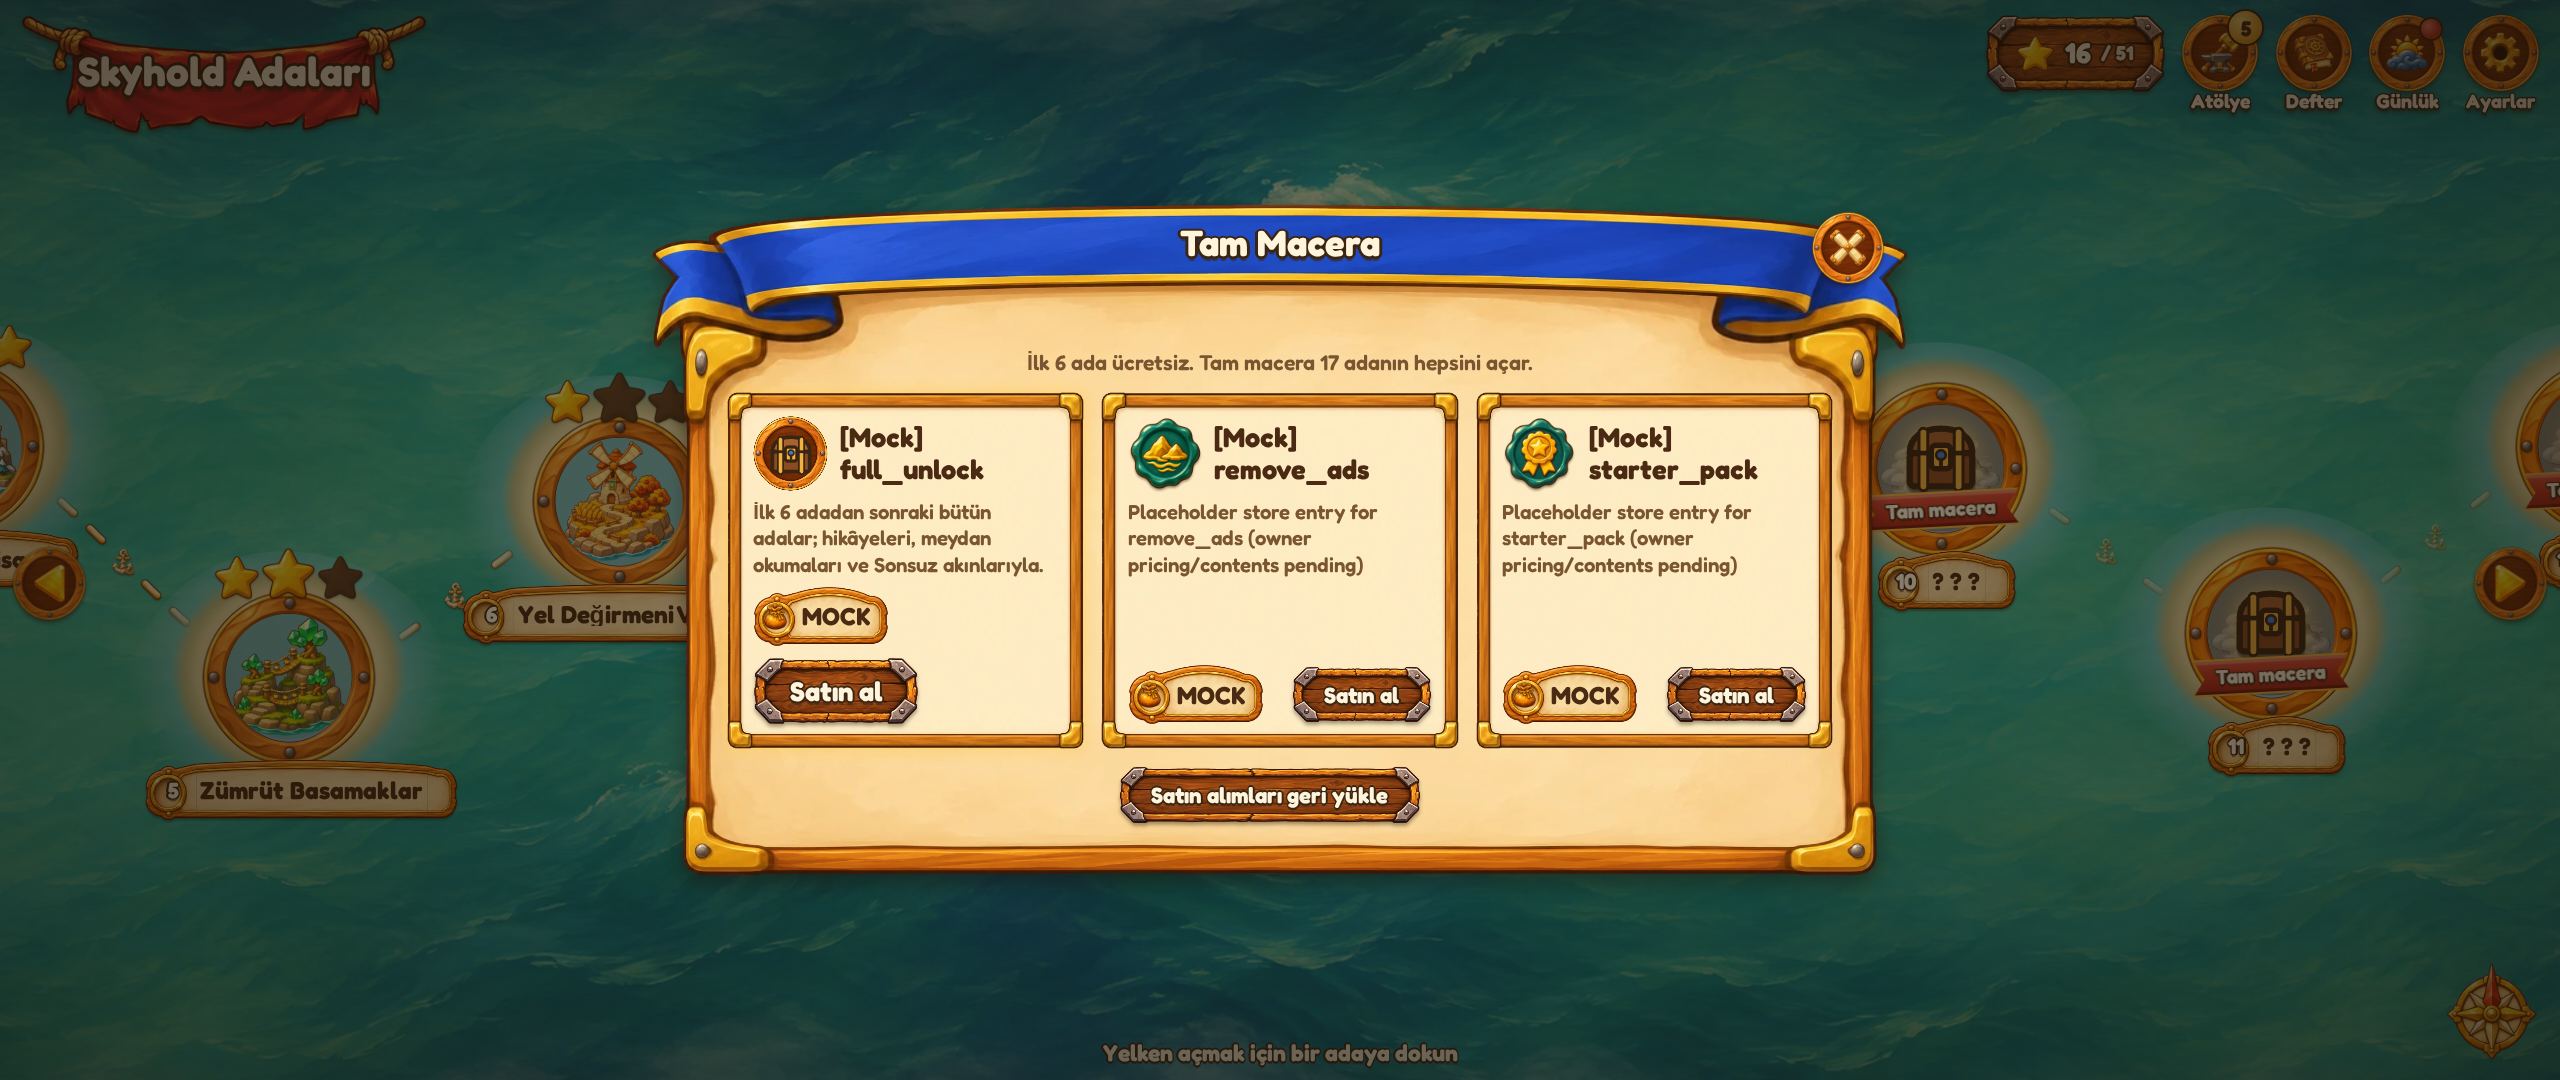 Skyhold Adaları
16 / 51
5
Atölye
Defter
Günlük
Ayarlar
Tam Macera
İlk 6 ada ücretsiz. Tam macera 17 adanın hepsini açar.
[Mock]
full_unlock
İlk 6 adadan sonraki bütün
adalar; hikâyeleri, meydan
okumaları ve Sonsuz akınlarıyla.
MOCK
Satın al
[Mock]
remove_ads
Placeholder store entry for
remove_ads (owner
pricing/contents pending)
MOCK
Satın al
[Mock]
starter_pack
Placeholder store entry for
starter_pack (owner
pricing/contents pending)
MOCK
Satın al
Satın alımları geri yükle
6 Yel Değirmeni
5 Zümrüt Basamaklar
Tam macera
10 ? ? ?
Tam macera
11 ? ? ?
Yelken açmak için bir adaya dokun